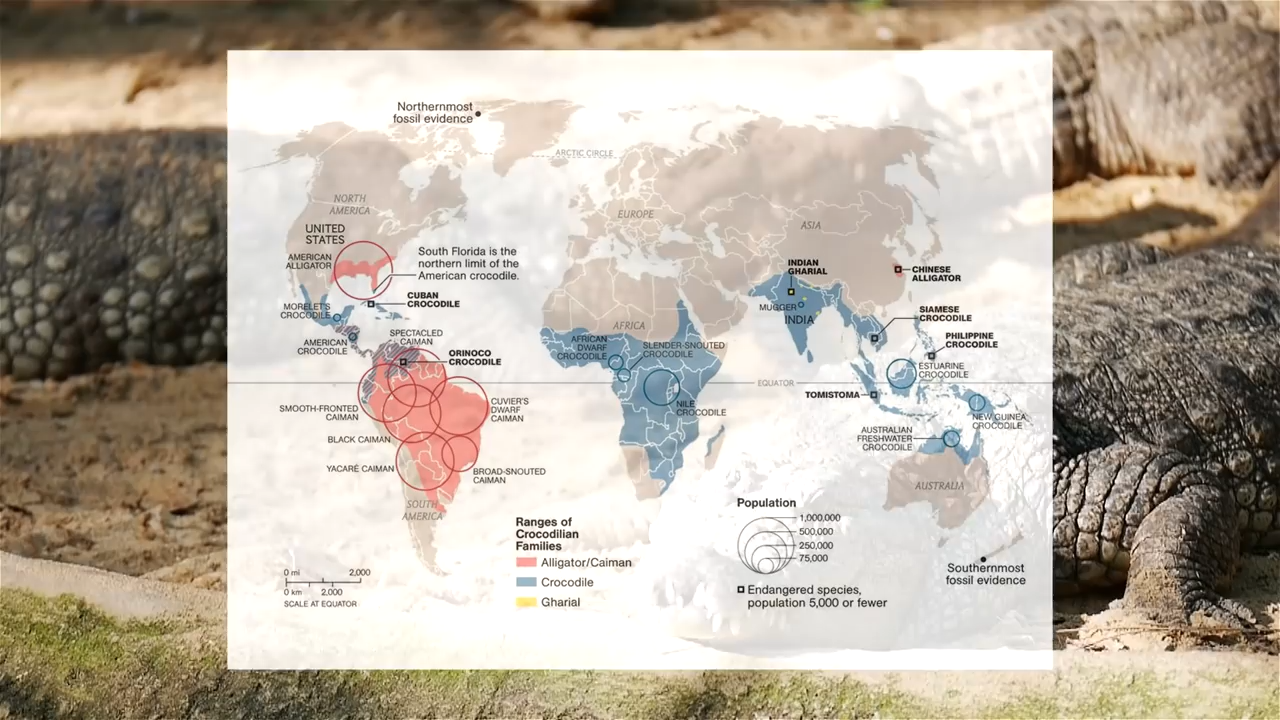 Northernmost
fossil evidence
ARCTIC CIRCLE
NORTH
AMERICA
EUROPE
ASIA
UNITED
STATES
AMERICAN
ALLIGATOR
South Florida is the
northern limit of the
American crocodile.
INDIAN
GHARIAL
CHINESE
ALLIGATOR
CUBAN
CROCODILE
MORELET'S
CROCODILE
MUGGER
INDIA
SIAMESE
CROCODILE
AMERICAN
CROCODILE
SPECTACLED
CAIMAN
ORINOCO
CROCODILE
AFRICA
AFRICAN
DWARF
CROCODILE
SLENDER-SNOUTED
CROCODILE
PHILIPPINE
CROCODILE
ESTUARINE
CROCODILE
EQUATOR
TOMISTOMA
SMOOTH-FRONTED
CAIMAN
CUVIER'S
DWARF
CAIMAN
NILE
CROCODILE
NEW GUINEA
CROCODILE
BLACK CAIMAN
AUSTRALIAN
FRESHWATER
CROCODILE
YACARÉ CAIMAN
BROAD-SNOUTED
CAIMAN
AUSTRALIA
SOUTH
AMERICA
Ranges of
Crocodilian
Families
Alligator/Caiman
Crocodile
Gharial
Population
1,000,000
500,000
250,000
75,000
Endangered species,
population 5,000 or fewer
Southernmost
fossil evidence
0 mi 2,000
0 km 2,000
SCALE AT EQUATOR